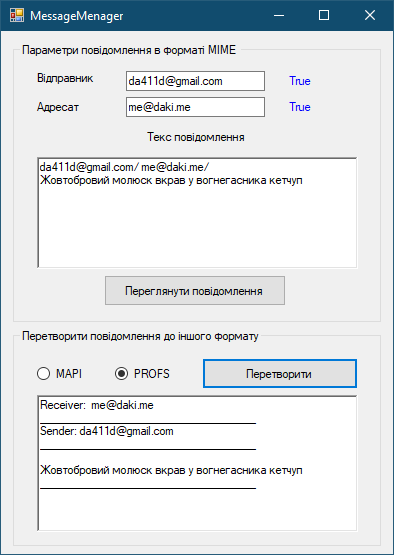 MessageMenager
Параметри повідомлення в форматі MIME
Відправник
da411d@gmail.com
True
Адресат
me@daki.me
True
Текс повідомлення
da411d@gmail.com/ me@daki.me/
Жовтобровий молюск вкрав у вогнегасника кетчуп
Переглянути повідомлення
Перетворити повідомлення до іншого формату
MAPI
PROFS
Перетворити
Receiver: me@daki.me
Sender: da411d@gmail.com
Жовтобровий молюск вкрав у вогнегасника кетчуп